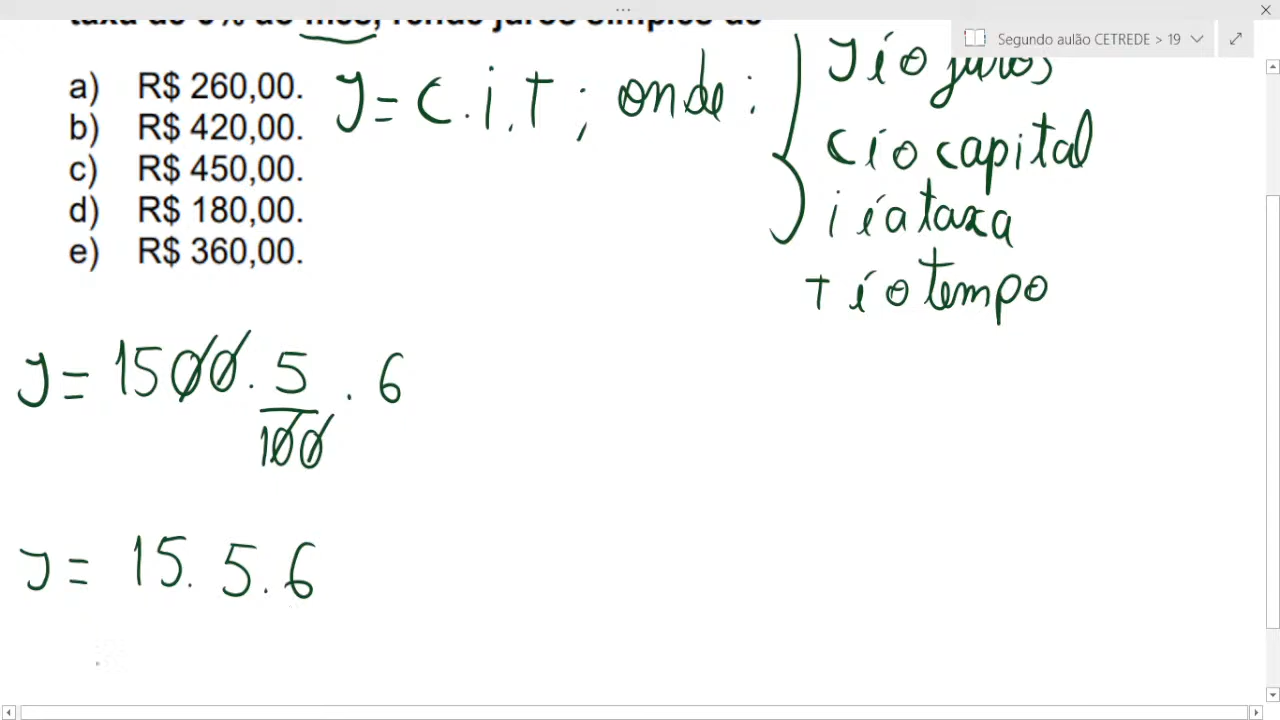 Segundo aulão CETREDE > 19
a) R$ 260,00.
b) R$ 420,00.
c) R$ 450,00.
d) R$ 180,00.
e) R$ 360,00.
J = C . i . T ; onde :
J é o juros
C é o capital
i é a taxa
T é o tempo
J = 1500 . 5/100 . 6
J = 15 . 5 . 6